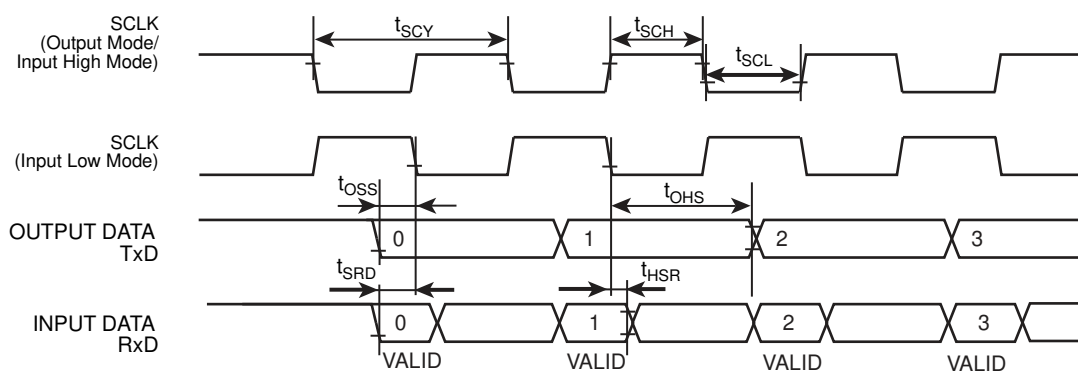 SCLK
(Output Mode/
Input High Mode)
tSCY
tSCH
tSCL
SCLK
(Input Low Mode)
tOSS
tOHS
OUTPUT DATA
TxD
0
1
2
3
tSRD
tHSR
INPUT DATA
RxD
0
1
2
3
VALID
VALID
VALID
VALID